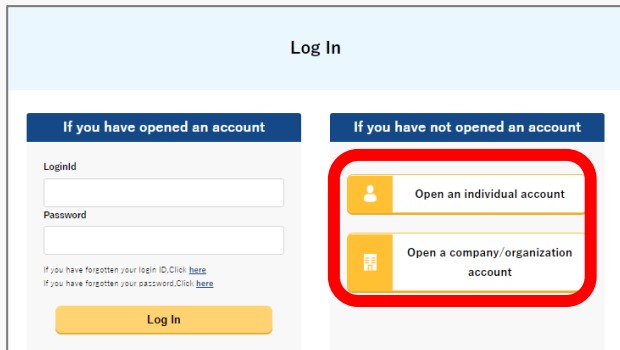 Log In
If you have opened an account
LoginId
Password
If you have forgotten your login ID,Click here
If you have forgotten your password,Click here
Log In
If you have not opened an account
Open an individual account
Open a company/organization
account